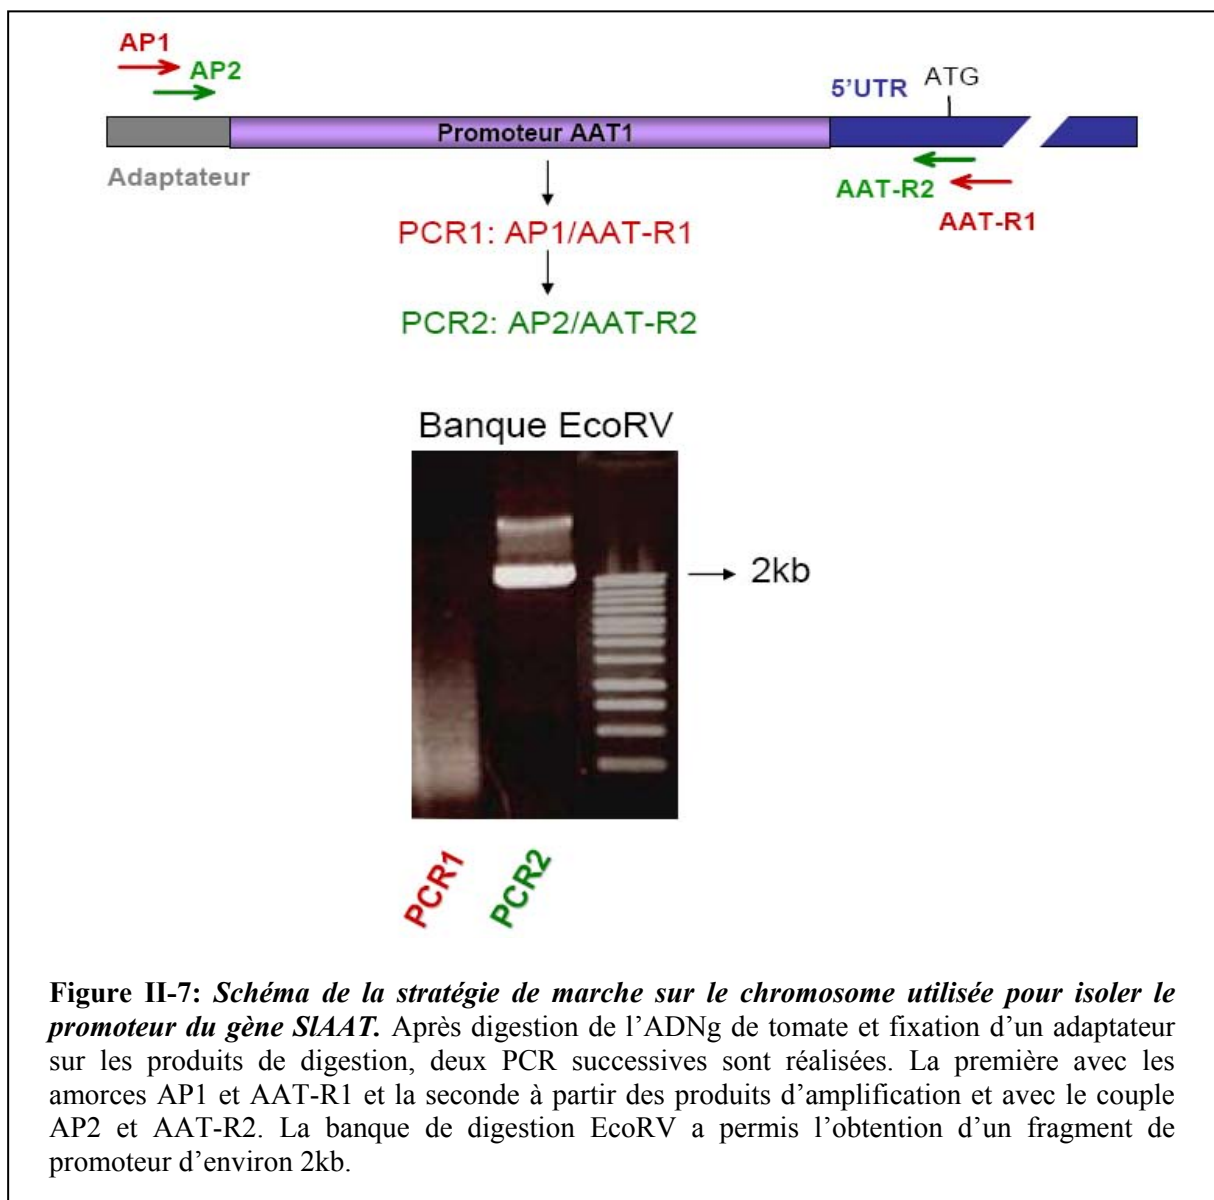 AP1
AP2
5'UTR
ATG
Promoteur AAT1
Adaptateur
AAT-R2
AAT-R1
PCR1: AP1/AAT-R1
PCR2: AP2/AAT-R2
Banque EcoRV
2kb
PCR1
PCR2
Figure II-7: Schéma de la stratégie de marche sur le chromosome utilisée pour isoler le
promoteur du gène SlAAT. Après digestion de l'ADNg de tomate et fixation d'un adaptateur
sur les produits de digestion, deux PCR successives sont réalisées. La première avec les
amorces AP1 et AAT-R1 et la seconde à partir des produits d'amplification et avec le couple
AP2 et AAT-R2. La banque de digestion EcoRV a permis l'obtention d'un fragment de
promoteur d'environ 2kb.